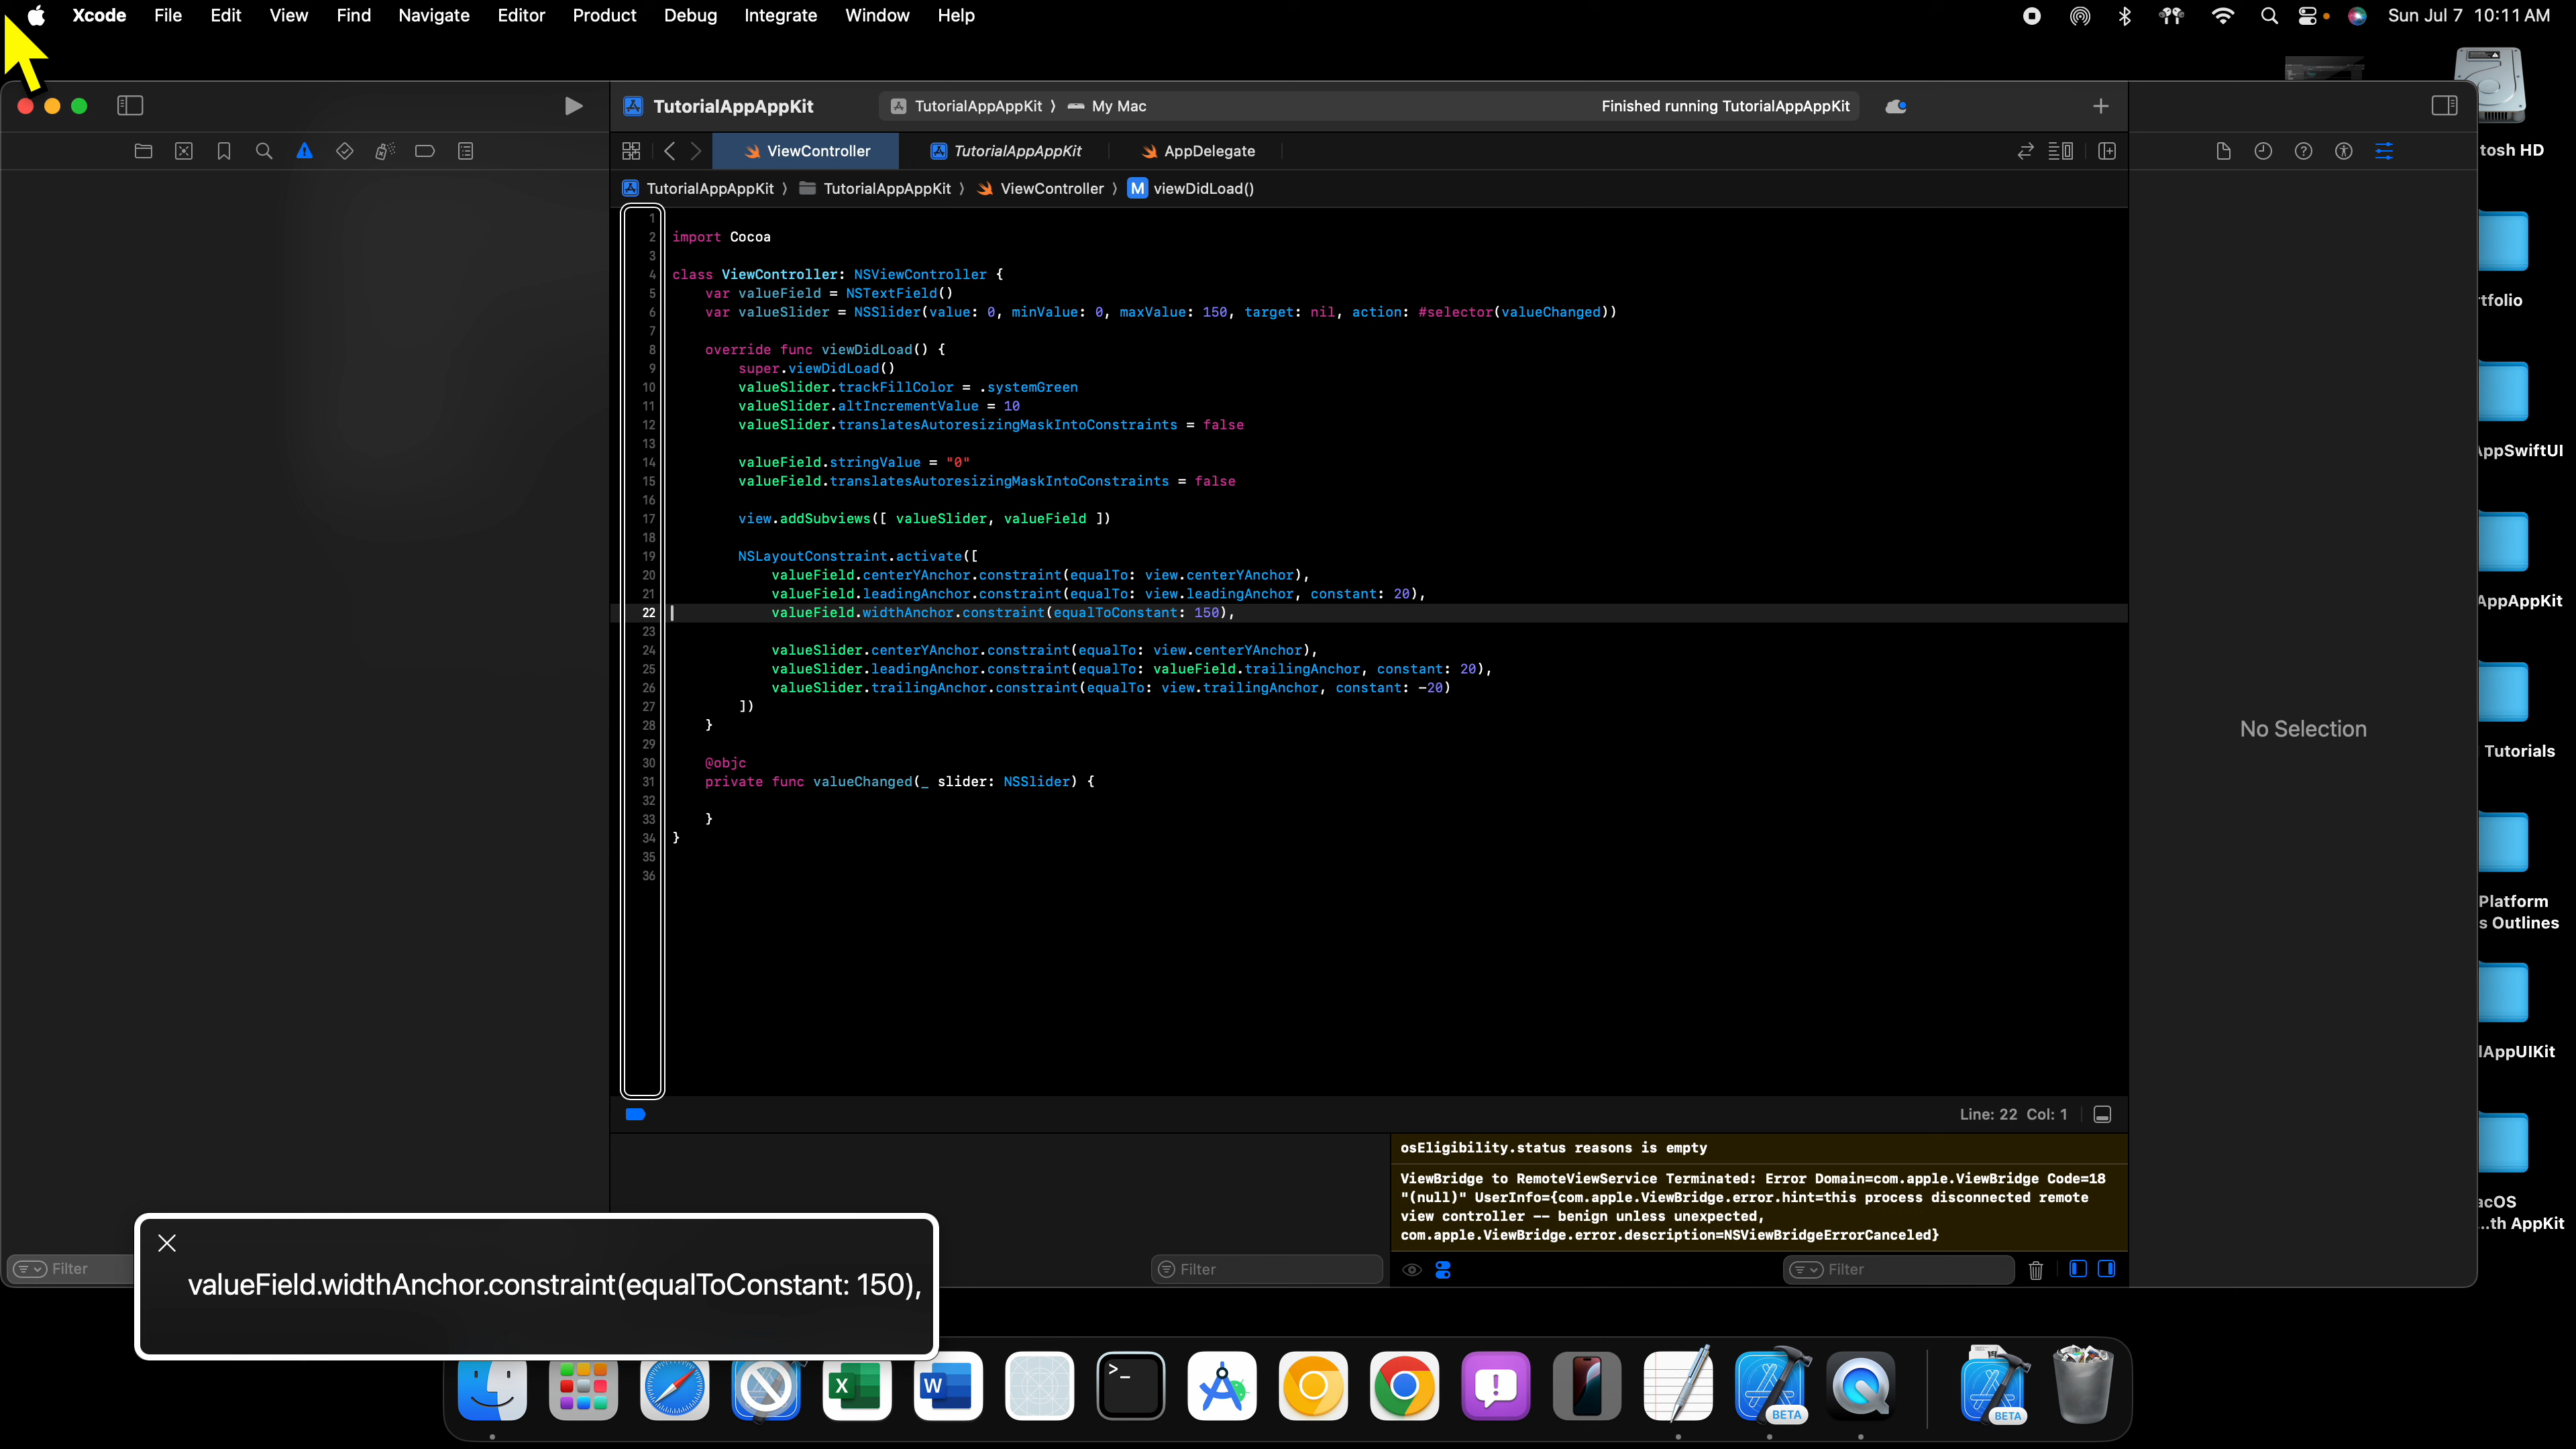 Xcode File Edit View Find Navigate Editor Product Debug Integrate Window Help
Sun Jul 7 10:11 AM
TutorialAppAppKit
TutorialAppAppKit 〉 My Mac
Finished running TutorialAppAppKit
ViewController
TutorialAppAppKit
AppDelegate
TutorialAppAppKit 〉 TutorialAppAppKit 〉 ViewController 〉 M viewDidLoad()
1
2 import Cocoa
3
4 class ViewController: NSViewController {
5 var valueField = NSTextField()
6 var valueSlider = NSSlider(value: 0, minValue: 0, maxValue: 150, target: nil, action: #selector(valueChanged))
7
8 override func viewDidLoad() {
9 super.viewDidLoad()
10 valueSlider.trackFillColor = .systemGreen
11 valueSlider.altIncrementValue = 10
12 valueSlider.translatesAutoresizingMaskIntoConstraints = false
13
14 valueField.stringValue = "0"
15 valueField.translatesAutoresizingMaskIntoConstraints = false
16
17 view.addSubviews([ valueSlider, valueField ])
18
19 NSLayoutConstraint.activate([
20 valueField.centerYAnchor.constraint(equalTo: view.centerYAnchor),
21 valueField.leadingAnchor.constraint(equalTo: view.leadingAnchor, constant: 20),
22 valueField.widthAnchor.constraint(equalToConstant: 150),
23
24 valueSlider.centerYAnchor.constraint(equalTo: view.centerYAnchor),
25 valueSlider.leadingAnchor.constraint(equalTo: valueField.trailingAnchor, constant: 20),
26 valueSlider.trailingAnchor.constraint(equalTo: view.trailingAnchor, constant: -20)
27 ])
28 }
29
30 @objc
31 private func valueChanged(_ slider: NSSlider) {
32
33 }
34 }
35
36
No Selection
tosh HD
tfolio
AppSwiftUI
AppAppKit
Tutorials
Platform
s Outlines
lAppUIKit
acOS
...th AppKit
Line: 22 Col: 1
osEligibility.status reasons is empty
ViewBridge to RemoteViewService Terminated: Error Domain=com.apple.ViewBridge Code=18
"(null)" UserInfo={com.apple.ViewBridge.error.hint=this process disconnected remote
view controller -- benign unless unexpected,
com.apple.ViewBridge.error.description=NSViewBridgeErrorCanceled}
Filter
Filter
Filter
valueField.widthAnchor.constraint(equalToConstant: 150),
X
W
>_
BETA
BETA